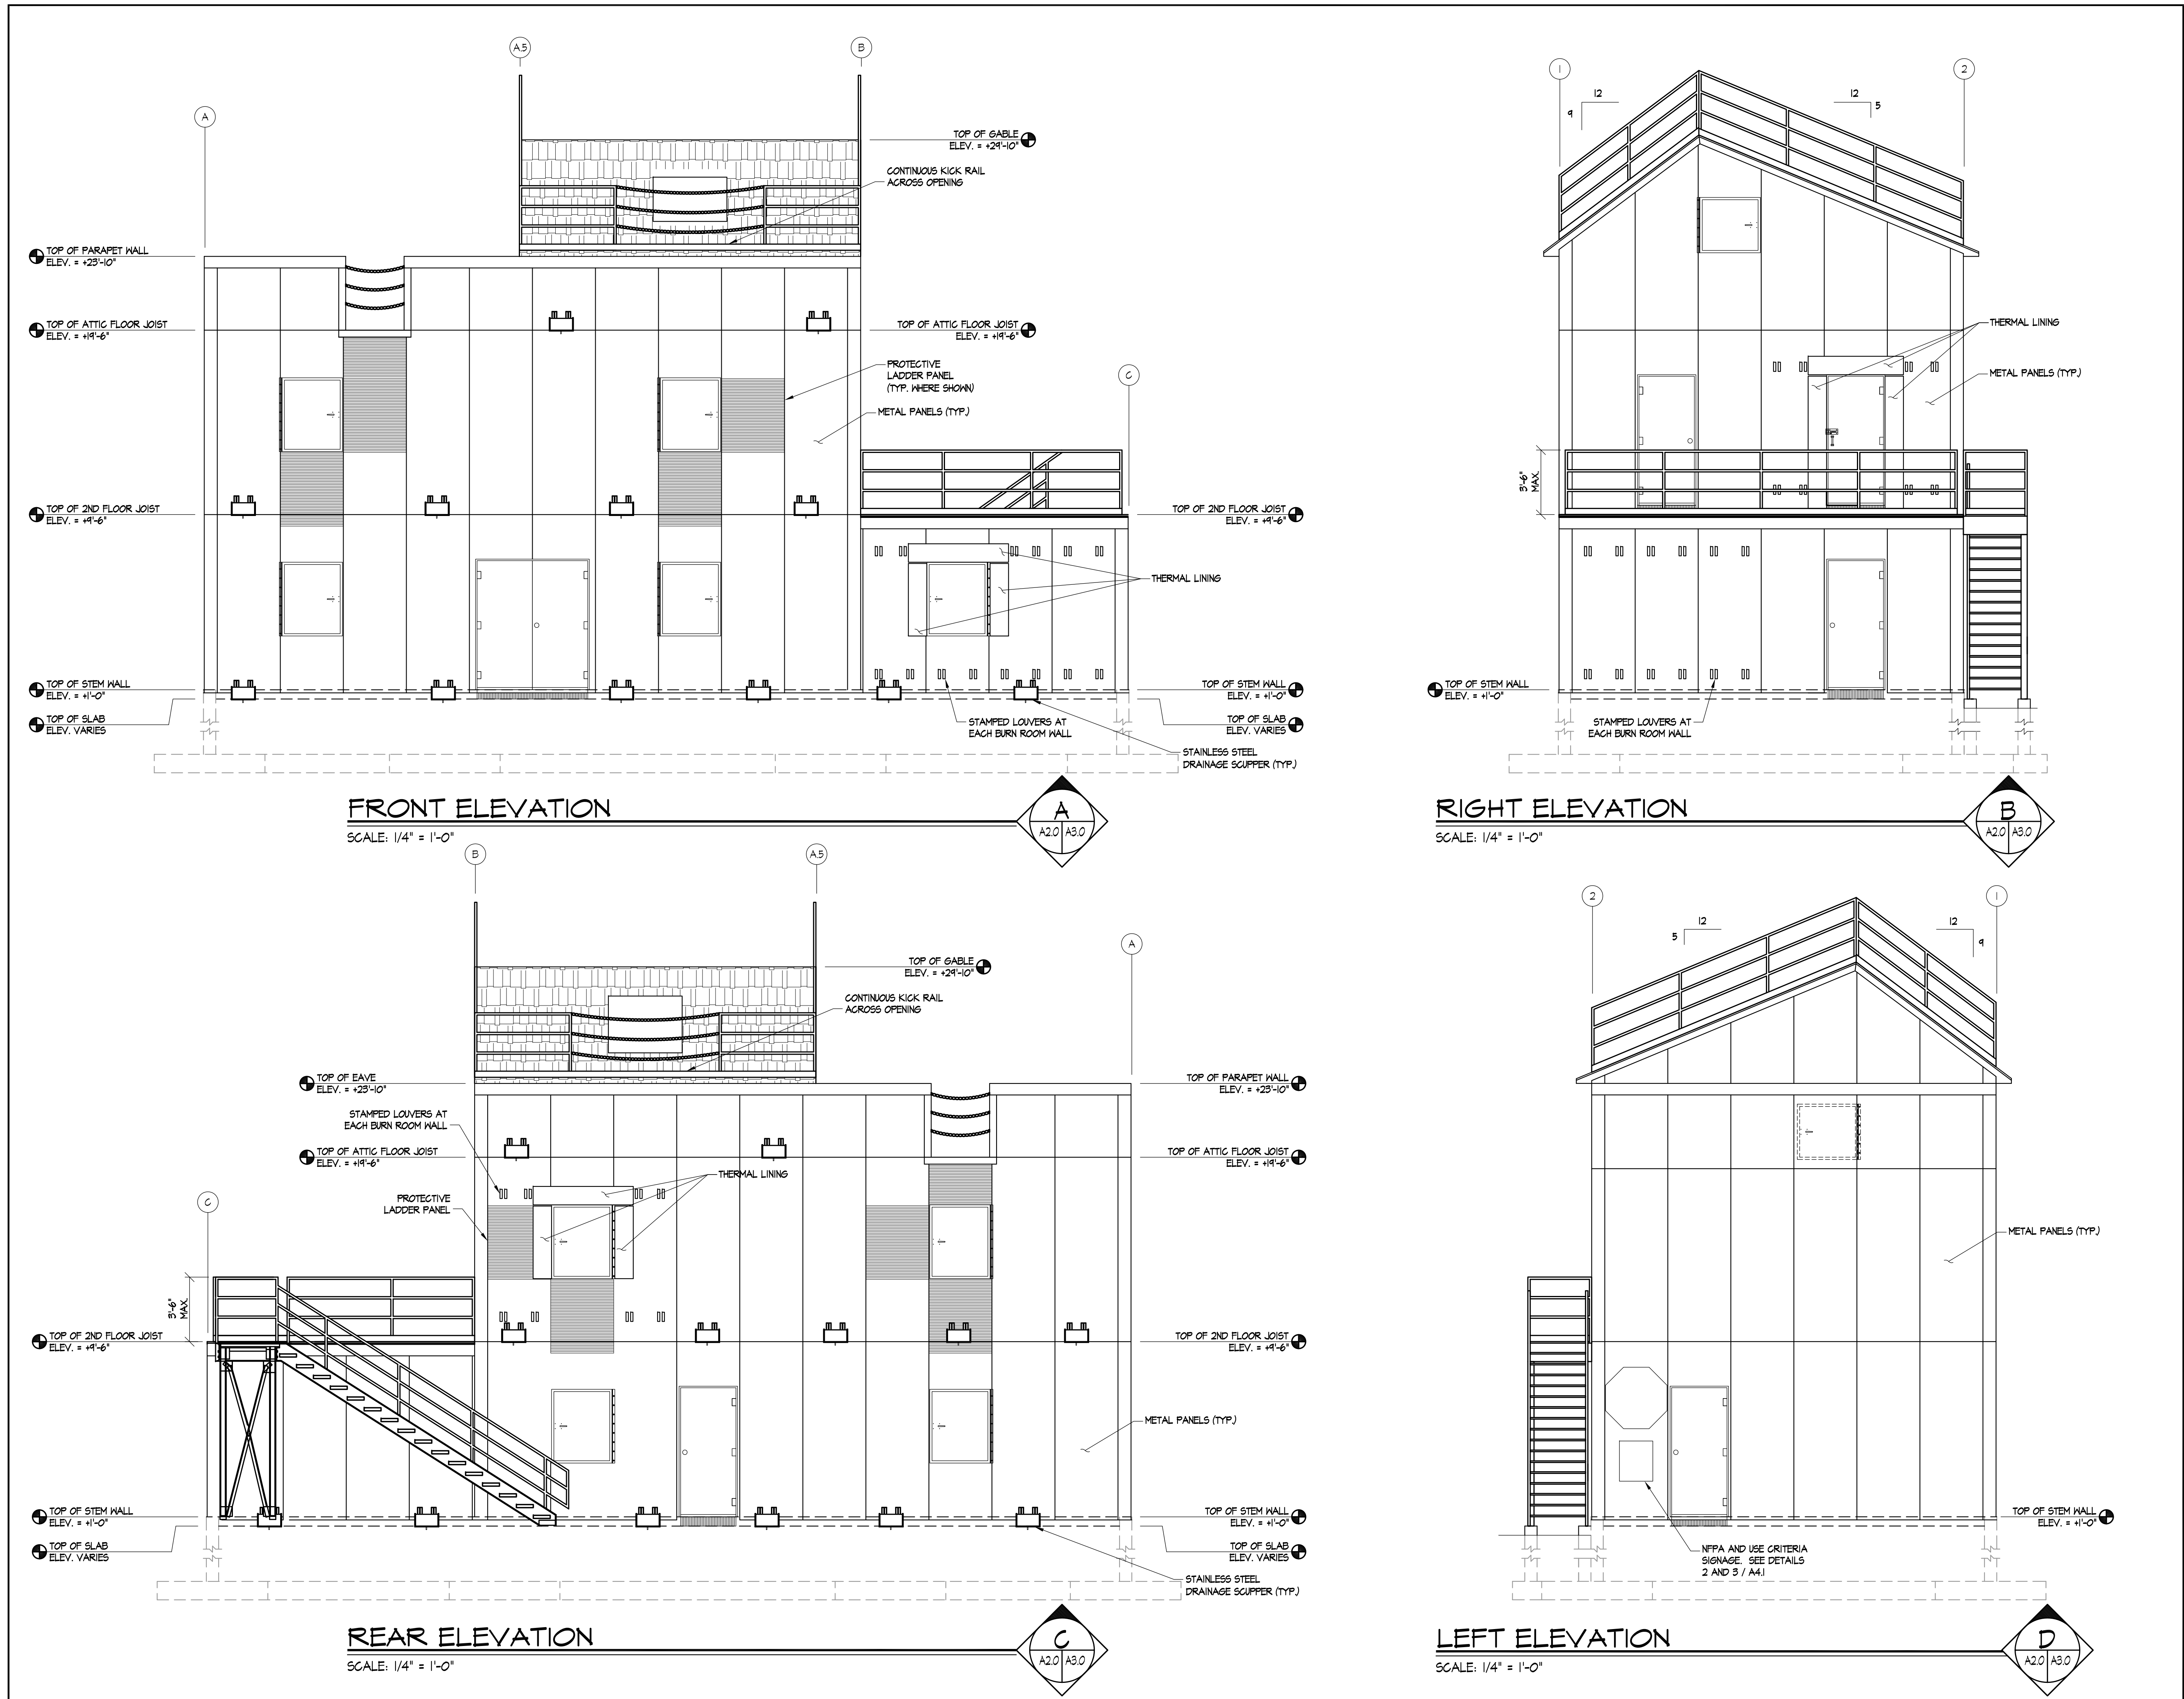 A
A.5
B
TOP OF GABLE
ELEV. = +29'-10"
CONTINUOUS KICK RAIL
ACROSS OPENING
TOP OF PARAPET WALL
ELEV. = +23'-10"
TOP OF ATTIC FLOOR JOIST
ELEV. = +19'-6"
TOP OF ATTIC FLOOR JOIST
ELEV. = +19'-6"
PROTECTIVE
LADDER PANEL
(TYP. WHERE SHOWN)
METAL PANELS (TYP.)
C
TOP OF 2ND FLOOR JOIST
ELEV. = +9'-6"
TOP OF 2ND FLOOR JOIST
ELEV. = +9'-6"
THERMAL LINING
TOP OF STEM WALL
ELEV. = +1'-0"
TOP OF SLAB
ELEV. VARIES
TOP OF STEM WALL
ELEV. = +1'-0"
TOP OF SLAB
ELEV. VARIES
STAMPED LOUVERS AT
EACH BURN ROOM WALL
STAINLESS STEEL
DRAINAGE SCUPPER (TYP.)
FRONT ELEVATION
SCALE: 1/4" = 1'-0"
A
A2.0 A3.0
1
2
12
9
12
5
THERMAL LINING
METAL PANELS (TYP.)
3'-6"
MAX.
TOP OF STEM WALL
ELEV. = +1'-0"
STAMPED LOUVERS AT
EACH BURN ROOM WALL
RIGHT ELEVATION
SCALE: 1/4" = 1'-0"
B
A2.0 A3.0
B
A.5
A
TOP OF GABLE
ELEV. = +29'-10"
CONTINUOUS KICK RAIL
ACROSS OPENING
TOP OF EAVE
ELEV. = +23'-10"
TOP OF PARAPET WALL
ELEV. = +23'-10"
STAMPED LOUVERS AT
EACH BURN ROOM WALL
TOP OF ATTIC FLOOR JOIST
ELEV. = +19'-6"
TOP OF ATTIC FLOOR JOIST
ELEV. = +19'-6"
THERMAL LINING
PROTECTIVE
LADDER PANEL
C
3'-6"
MAX.
TOP OF 2ND FLOOR JOIST
ELEV. = +9'-6"
TOP OF 2ND FLOOR JOIST
ELEV. = +9'-6"
METAL PANELS (TYP.)
TOP OF STEM WALL
ELEV. = +1'-0"
TOP OF SLAB
ELEV. VARIES
TOP OF STEM WALL
ELEV. = +1'-0"
TOP OF SLAB
ELEV. VARIES
STAINLESS STEEL
DRAINAGE SCUPPER (TYP.)
REAR ELEVATION
SCALE: 1/4" = 1'-0"
C
A2.0 A3.0
2
1
12
5
12
9
METAL PANELS (TYP.)
TOP OF STEM WALL
ELEV. = +1'-0"
NFPA AND USE CRITERIA
SIGNAGE. SEE DETAILS
2 AND 3 / A4.1
LEFT ELEVATION
SCALE: 1/4" = 1'-0"
D
A2.0 A3.0